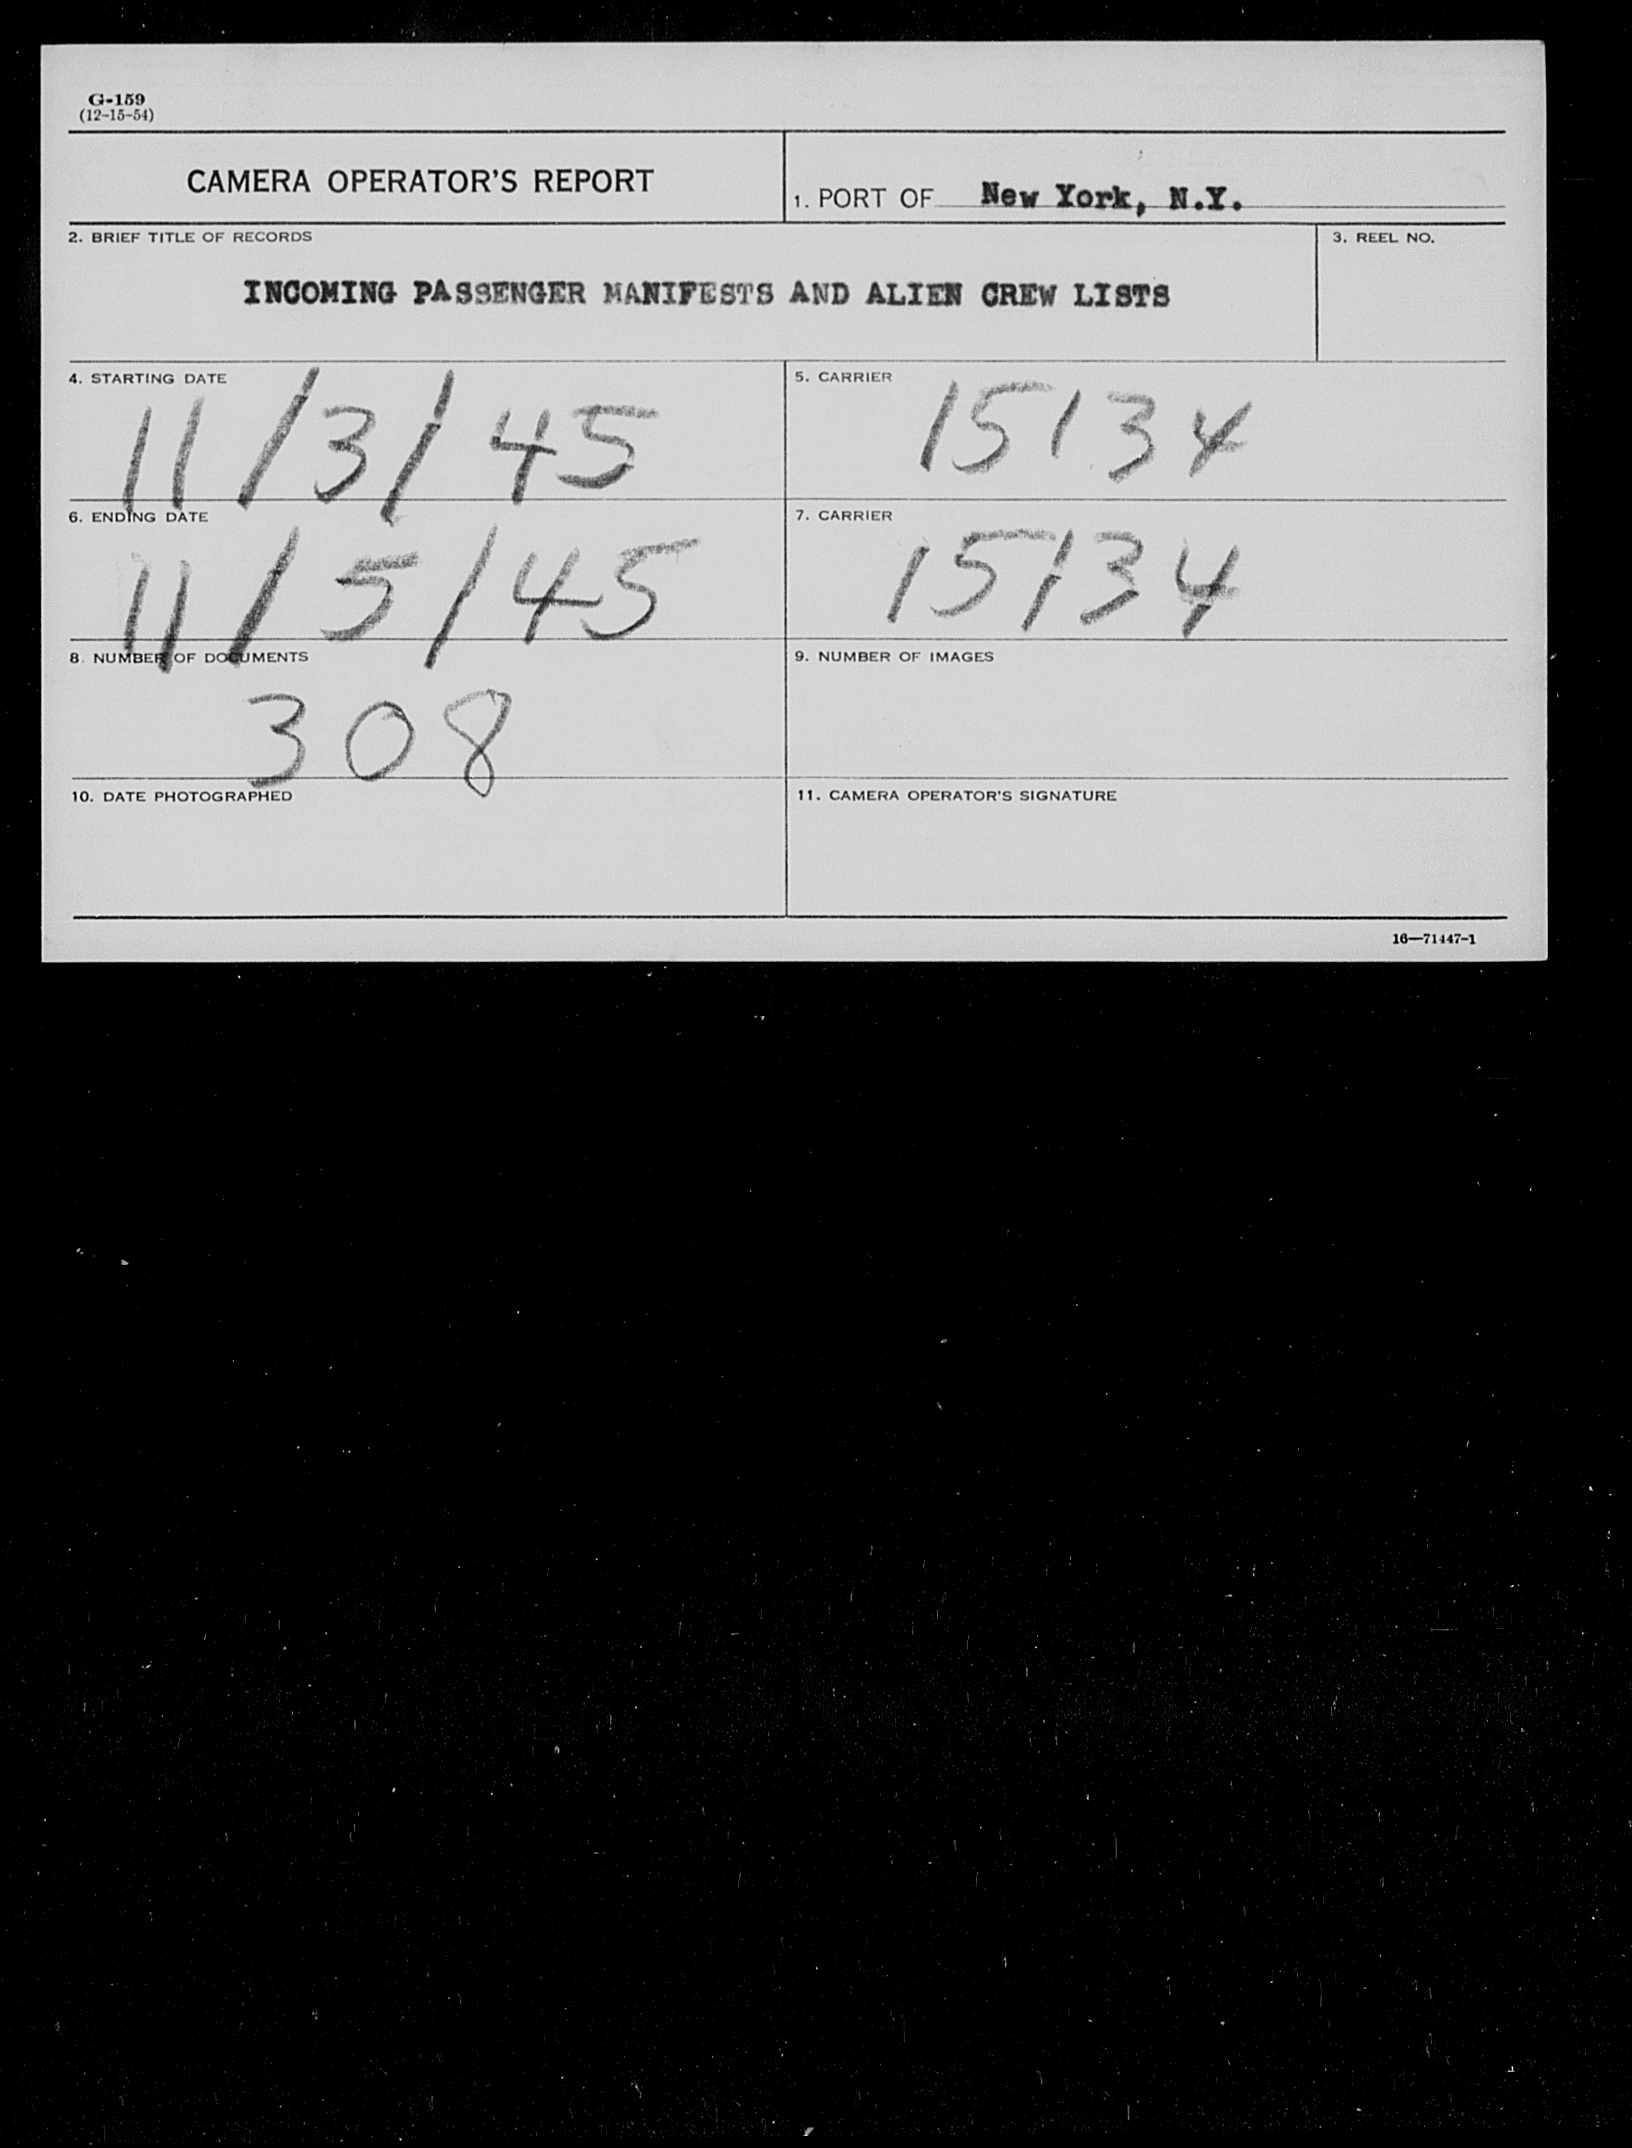 G-159
(12-15-54)
CAMERA OPERATOR'S REPORT
1. PORT OF New York, N.Y.
2. BRIEF TITLE OF RECORDS
3. REEL NO.
INCOMING PASSENGER MANIFESTS AND ALIEN CREW LISTS
4. STARTING DATE
11/3/45
5. CARRIER
15134
6. ENDING DATE
11/5/45
7. CARRIER
15134
8. NUMBER OF DOCUMENTS
308
9. NUMBER OF IMAGES
10. DATE PHOTOGRAPHED
11. CAMERA OPERATOR'S SIGNATURE
16—71447-1